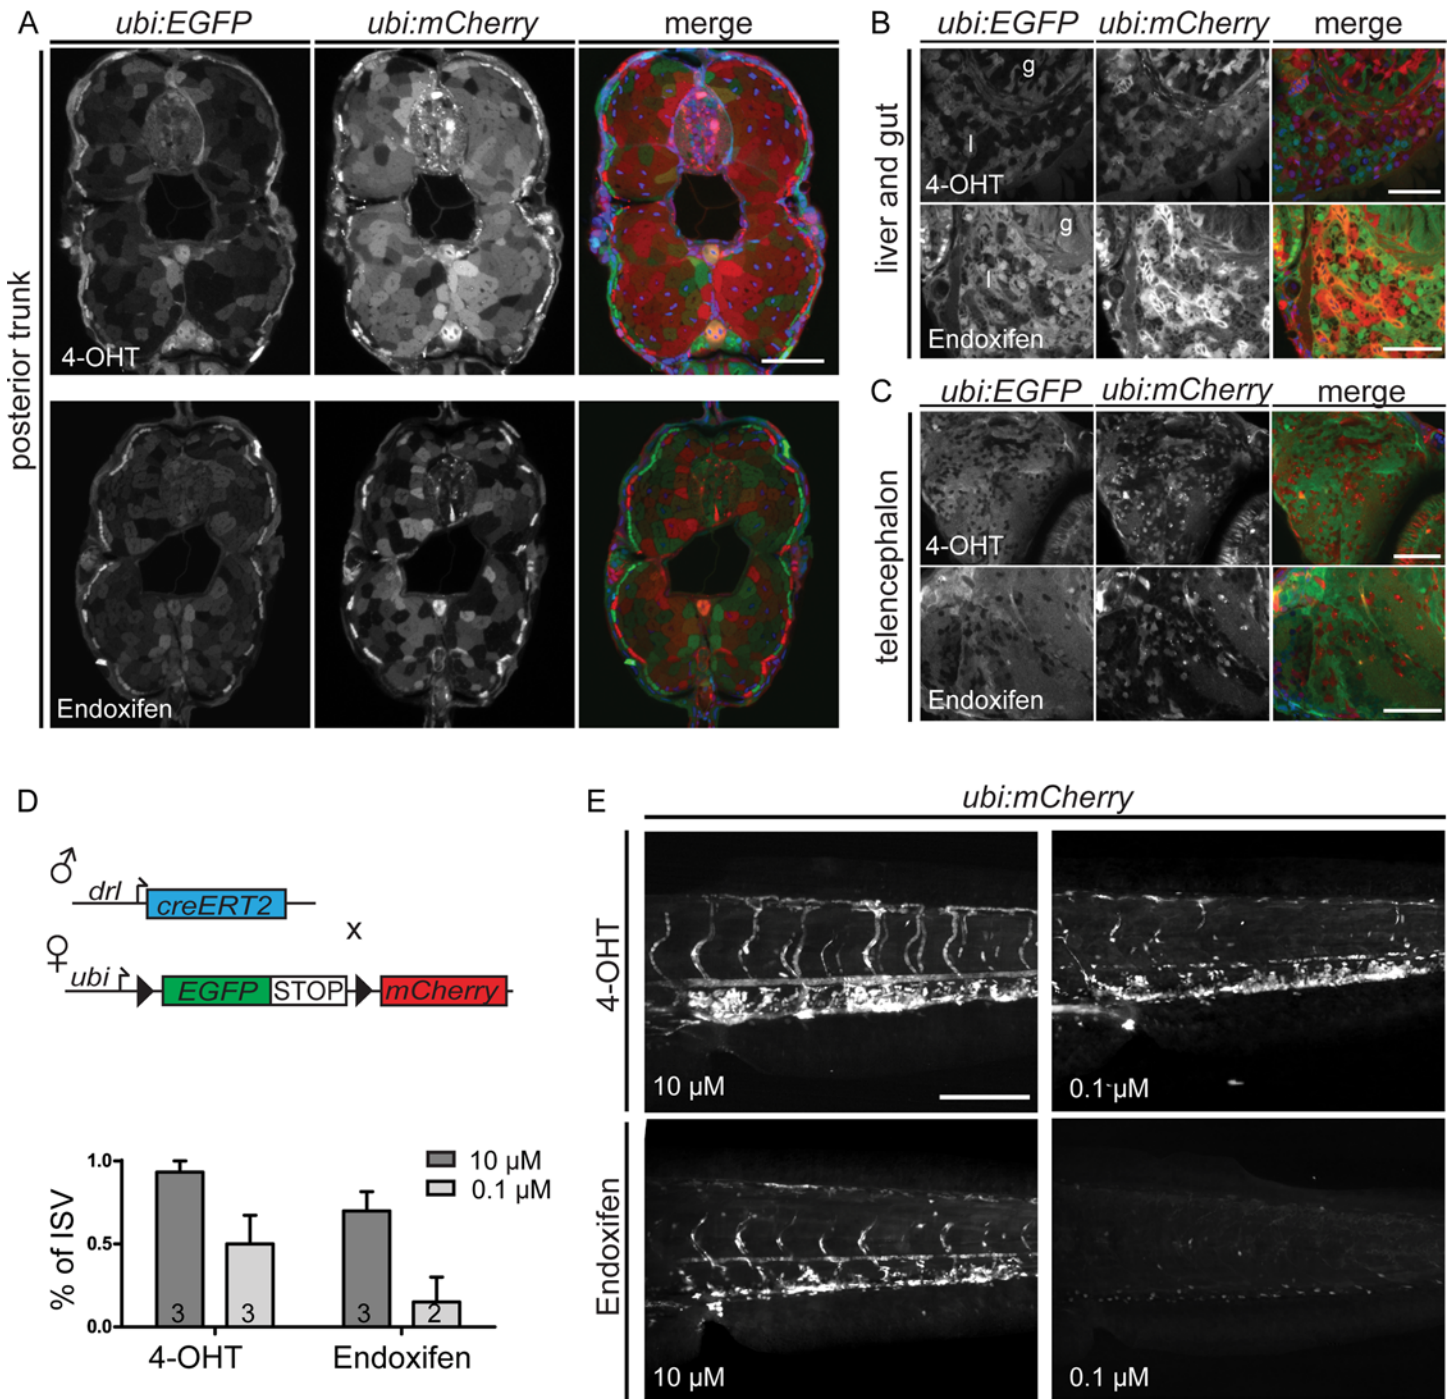 A
ubi:EGFP ubi:mCherry merge
posterior trunk
4-OHT
Endoxifen
B
ubi:EGFP ubi:mCherry merge
liver and gut
g
l
4-OHT
g
l
Endoxifen
C
ubi:EGFP ubi:mCherry merge
telencephalon
4-OHT
Endoxifen
D
♂
drl creERT2
x
♀
ubi EGFP STOP mCherry
% of ISV
1.0
0.5
0.0
10 µM
0.1 µM
3 3 3 2
4-OHT Endoxifen
E
ubi:mCherry
4-OHT
10 µM 0.1 µM
Endoxifen
10 µM 0.1 µM